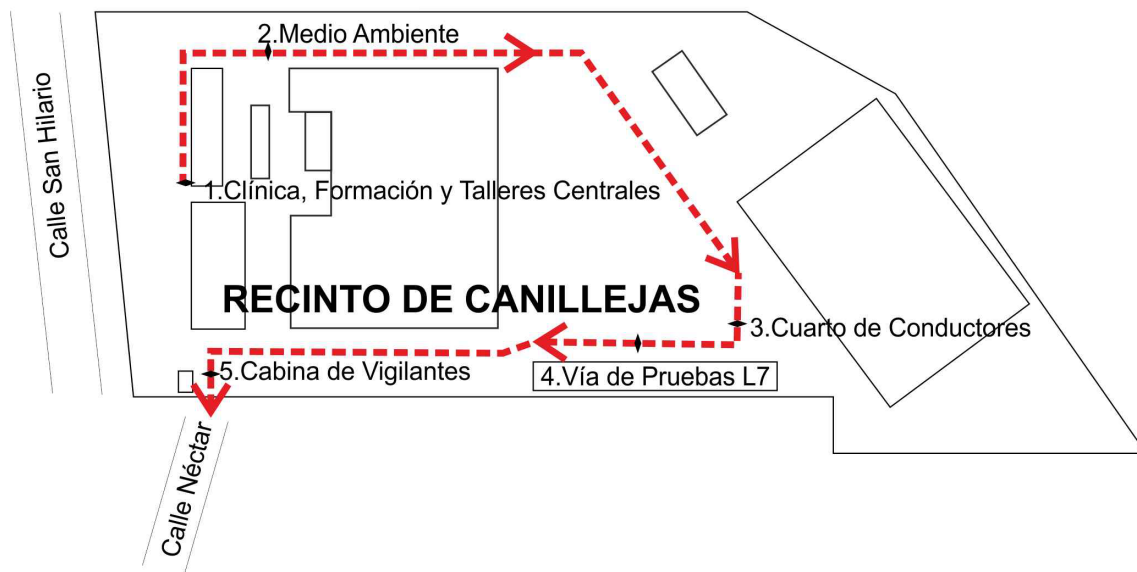 2.Medio Ambiente
Calle San Hilario
1.Clínica, Formación y Talleres Centrales
RECINTO DE CANILLEJAS
3.Cuarto de Conductores
5.Cabina de Vigilantes
4.Vía de Pruebas L7
Calle Néctar